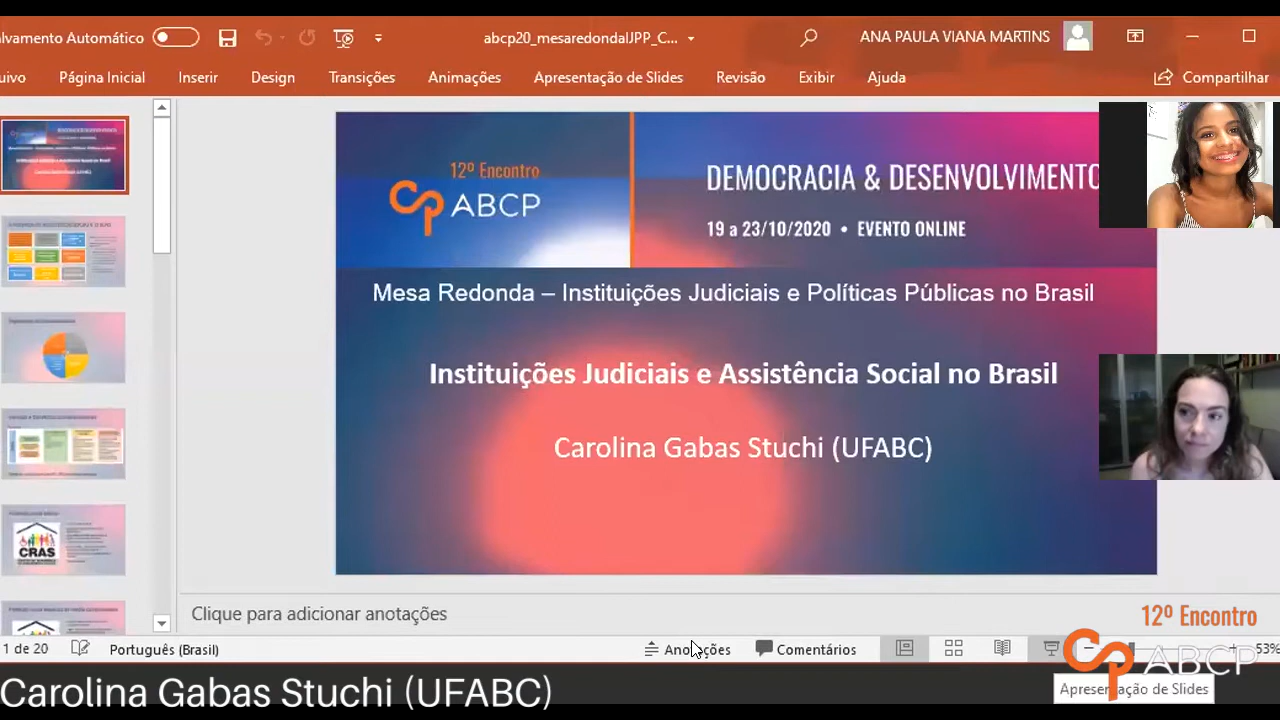 lvamento Automático
abcp20_mesaredondaIJPP_C...
ANA PAULA VIANA MARTINS
uivo
Página Inicial
Inserir
Design
Transições
Animações
Apresentação de Slides
Revisão
Exibir
Ajuda
Compartilhar
12º Encontro
ABCP
DEMOCRACIA & DESENVOLVIMENTO
19 a 23/10/2020 • EVENTO ONLINE
Mesa Redonda – Instituições Judiciais e Políticas Públicas no Brasil
Instituições Judiciais e Assistência Social no Brasil
Carolina Gabas Stuchi (UFABC)
CRAS
Clique para adicionar anotações
12º Encontro
ABCP
1 de 20
Português (Brasil)
Anotações
Comentários
53%
Apresentação de Slides
Carolina Gabas Stuchi (UFABC)